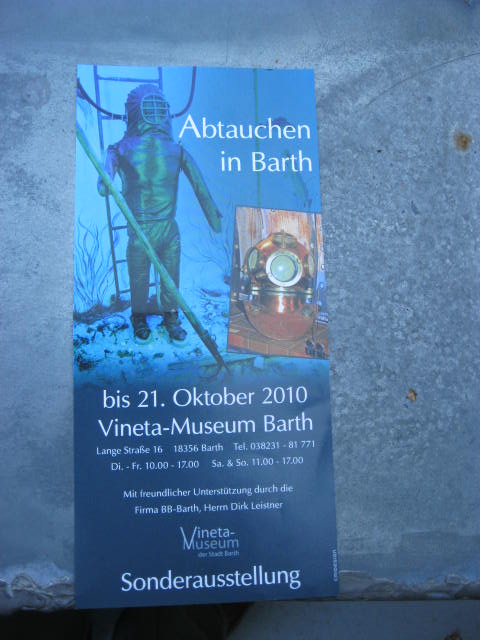 Abtauchen
in Barth
bis 21. Oktober 2010
Vineta-Museum Barth
Lange Straße 16 18356 Barth Tel. 038231 - 81 771
Di. - Fr. 10.00 - 17.00 Sa. & So. 11.00 - 17.00
Mit freundlicher Unterstützung durch die
Firma BB-Barth, Herrn Dirk Leistner
Vineta-
Museum
der Stadt Barth
Sonderausstellung